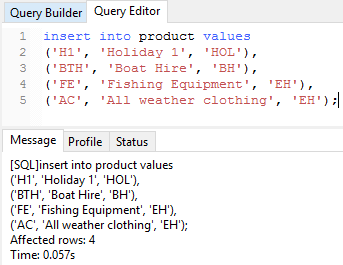 Query Builder Query Editor
1 insert into product values
2 ('H1', 'Holiday 1', 'HOL'),
3 ('BTH', 'Boat Hire', 'BH'),
4 ('FE', 'Fishing Equipment', 'EH'),
5 ('AC', 'All weather clothing', 'EH');
Message Profile Status
[SQL]insert into product values
('H1', 'Holiday 1', 'HOL'),
('BTH', 'Boat Hire', 'BH'),
('FE', 'Fishing Equipment', 'EH'),
('AC', 'All weather clothing', 'EH');
Affected rows: 4
Time: 0.057s